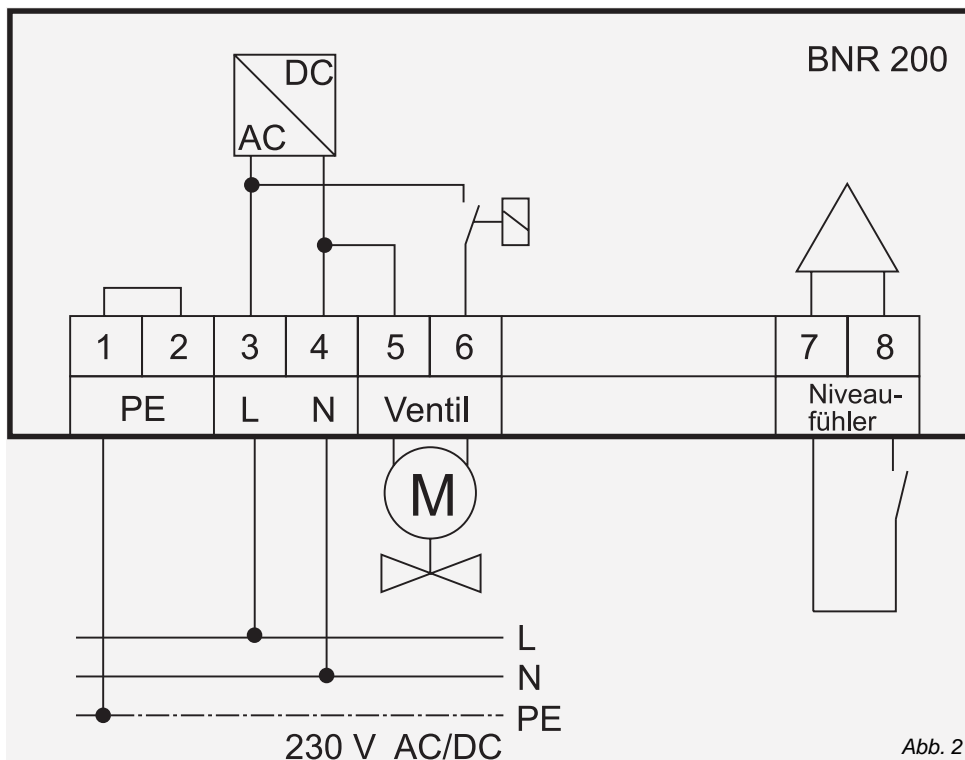 BNR 200
DC
AC
1 2 3 4 5 6 7 8
PE L N Ventil Niveau-
fühler
M
L
N
PE
230 V AC/DC
Abb. 2